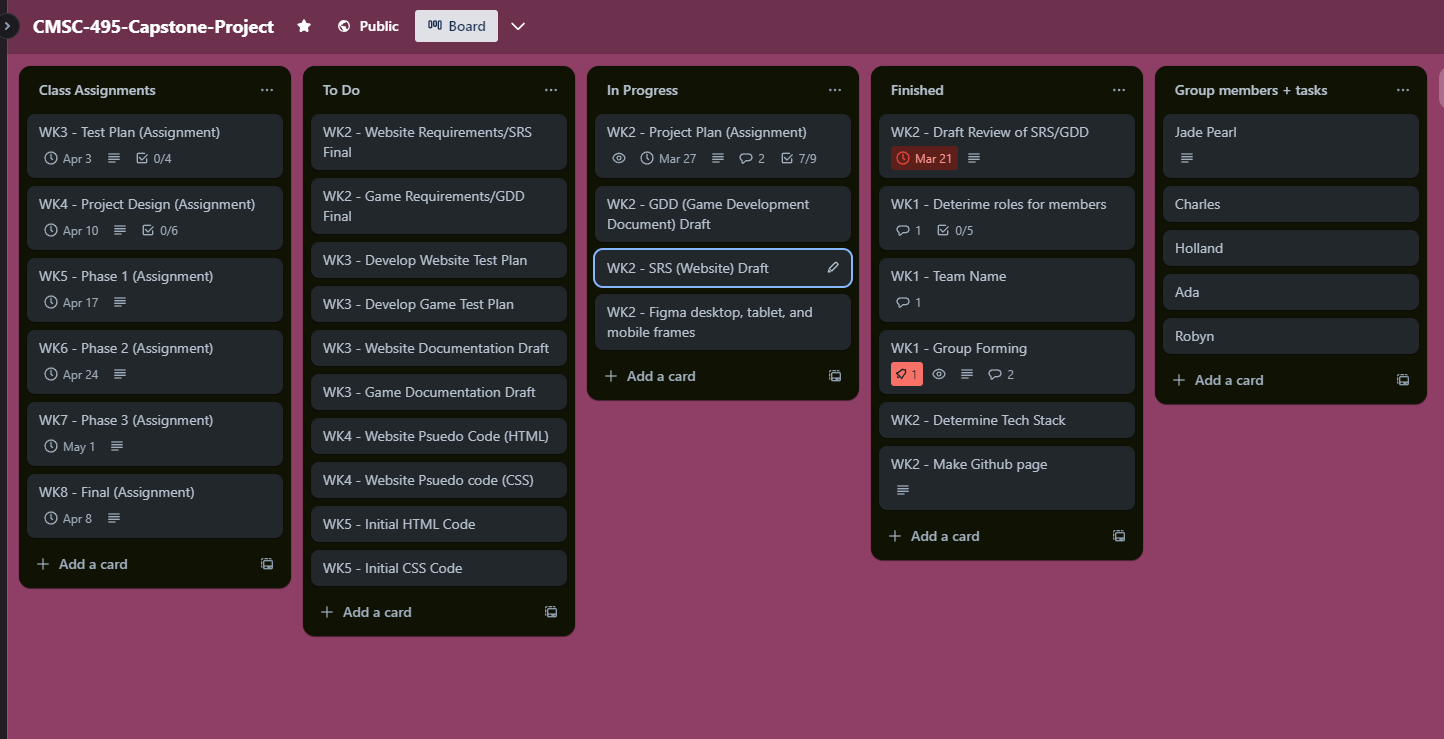 CMSC-495-Capstone-Project
Public
Board
Class Assignments
WK3 - Test Plan (Assignment)
Apr 3
0/4
WK4 - Project Design (Assignment)
Apr 10
0/6
WK5 - Phase 1 (Assignment)
Apr 17
WK6 - Phase 2 (Assignment)
Apr 24
WK7 - Phase 3 (Assignment)
May 1
WK8 - Final (Assignment)
Apr 8
Add a card
To Do
WK2 - Website Requirements/SRS
Final
WK2 - Game Requirements/GDD
Final
WK3 - Develop Website Test Plan
WK3 - Develop Game Test Plan
WK3 - Website Documentation Draft
WK3 - Game Documentation Draft
WK4 - Website Psuedo Code (HTML)
WK4 - Website Psuedo code (CSS)
WK5 - Initial HTML Code
WK5 - Initial CSS Code
Add a card
In Progress
WK2 - Project Plan (Assignment)
Mar 27
2
7/9
WK2 - GDD (Game Development
Document) Draft
WK2 - SRS (Website) Draft
WK2 - Figma desktop, tablet, and
mobile frames
Add a card
Finished
WK2 - Draft Review of SRS/GDD
Mar 21
WK1 - Deterime roles for members
1
0/5
WK1 - Team Name
1
WK1 - Group Forming
1
2
WK2 - Determine Tech Stack
WK2 - Make Github page
Add a card
Group members + tasks
Jade Pearl
Charles
Holland
Ada
Robyn
Add a card